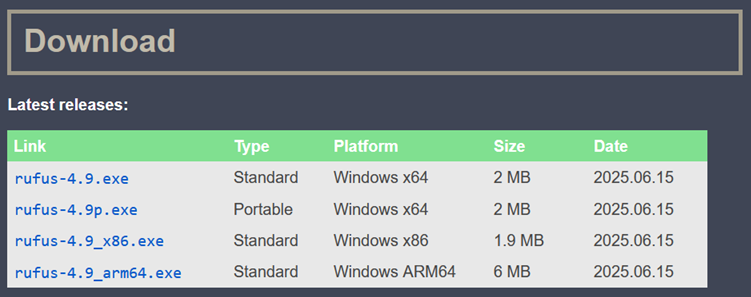 Download
Latest releases:
Link Type Platform Size Date
rufus-4.9.exe Standard Windows x64 2 MB 2025.06.15
rufus-4.9p.exe Portable Windows x64 2 MB 2025.06.15
rufus-4.9_x86.exe Standard Windows x86 1.9 MB 2025.06.15
rufus-4.9_arm64.exe Standard Windows ARM64 6 MB 2025.06.15